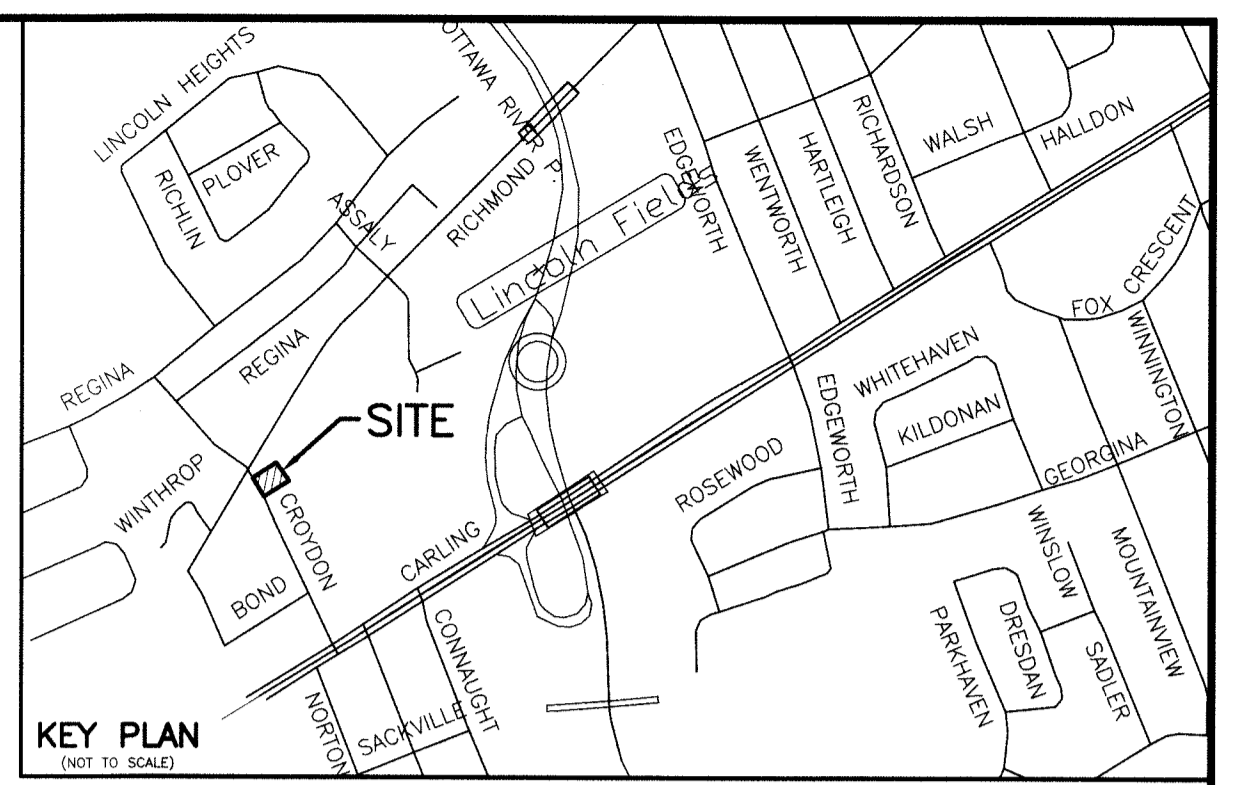 LINCOLN HEIGHTS
OTTAWA RIVER P.
RICHLIN
PLOVER
ASSALY
RICHMOND
Lincoln Fields
EDGEWORTH
WENTWORTH
HARTLEIGH
RICHARDSON
WALSH
HALLDON
FOX CRESCENT
WINNINGTON
REGINA
REGINA
SITE
WINTHROP
CROYDON
BOND
CARLING
CONNAUGHT
NORTON
SACKVILLE
ROSEWOOD
EDGEWORTH
WHITEHAVEN
KILDONAN
GEORGINA
WINSLOW
MOUNTAINVIEW
PARKHAVEN
DRESDAN
SADLER
KEY PLAN
(NOT TO SCALE)